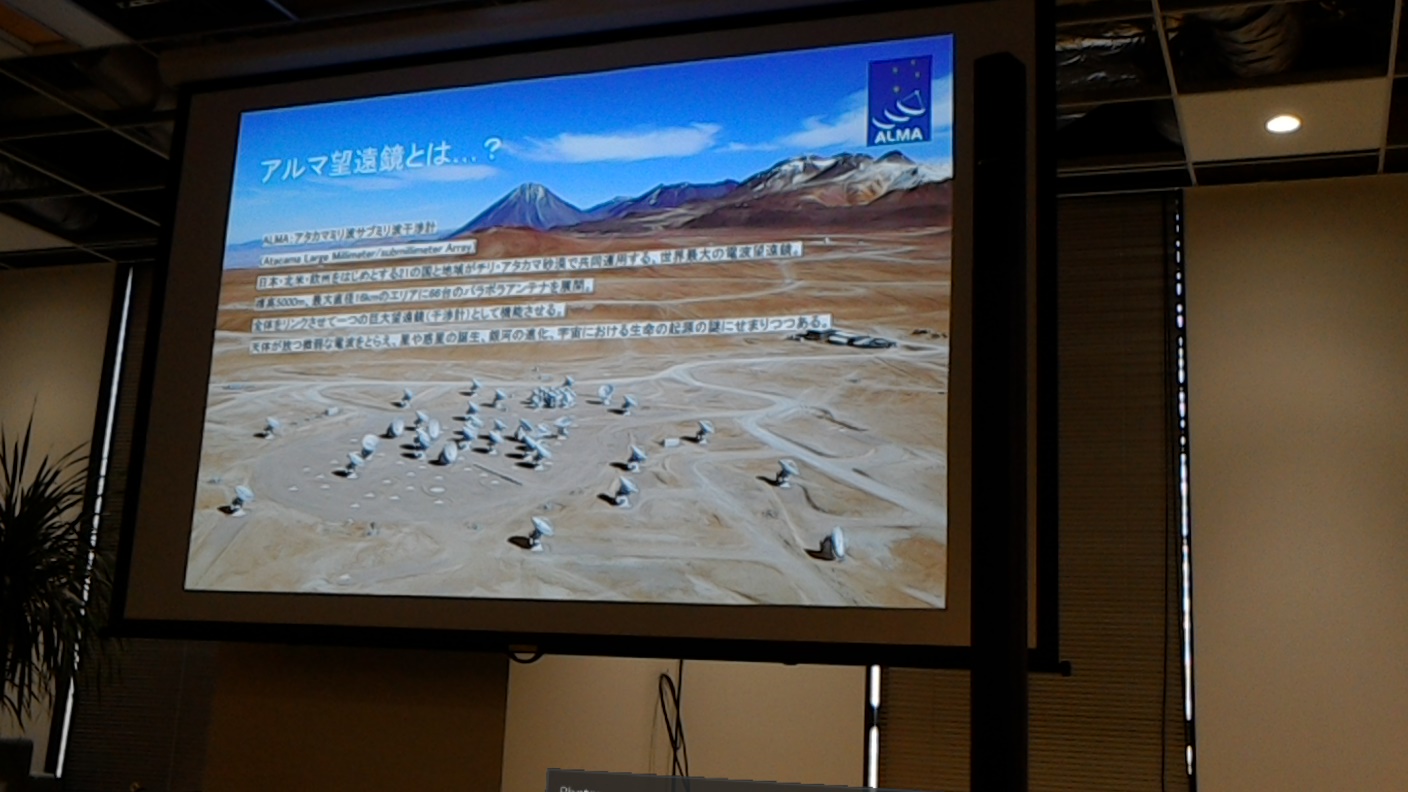 アルマ望遠鏡とは…？
ALMA
ALMA：アタカマミリ波サブミリ波干渉計
(Atacama Large Millimeter/submillimeter Array)
日本・北米・欧州をはじめとする21の国と地域がチリ・アタカマ砂漠で共同運用する、世界最大の電波望遠鏡。
標高5000m、最大直径16kmのエリアに66台のパラボラアンテナを展開。
全体をリンクさせて一つの巨大望遠鏡（干渉計）として機能させる。
天体が放つ微弱な電波をとらえ、星や惑星の誕生、銀河の進化、宇宙における生命の起源の謎にせまりつつある。